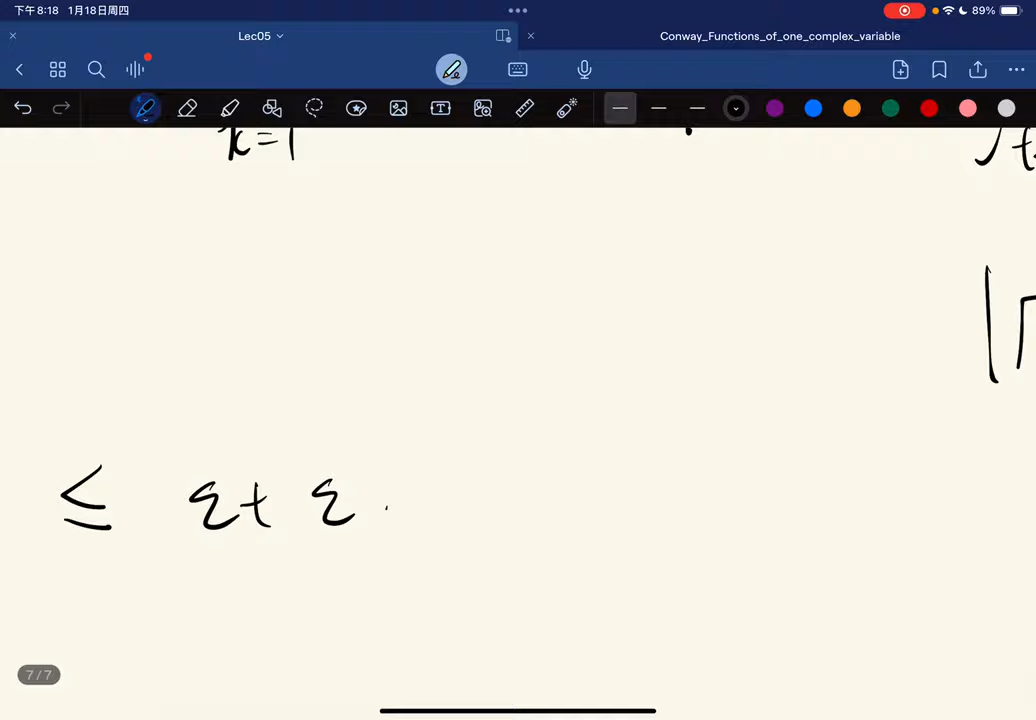 下午8:18 1月18日周四 89%
Lec05 Conway_Functions_of_one_complex_variable
k=1
≤ ε + ε
7 / 7